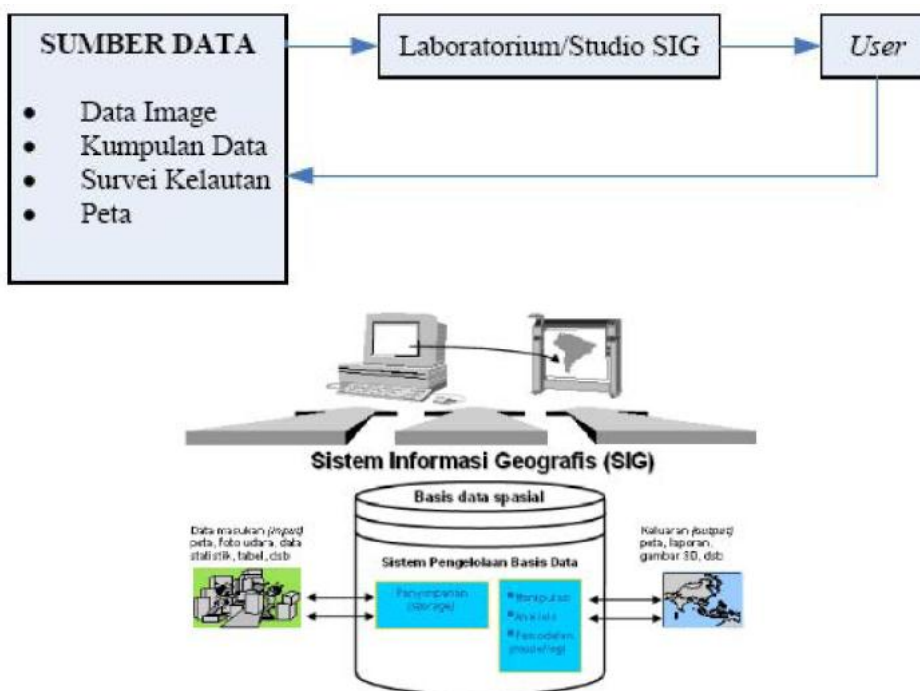 SUMBER DATA
• Data Image
• Kumpulan Data
• Survei Kelautan
• Peta
Laboratorium/Studio SIG
User
Sistem Informasi Geografis (SIG)
Basis data spasial
Data masukan (input)
peta, foto udara, data
statistik, tabel, dsb
Sistem Pengelolaan Basis Data
Penyimpanan
(storage)
Manipulasi
Analisis
Pemodelan
(modelling)
Keluaran (output)
peta, laporan,
gambar 3D, dsb